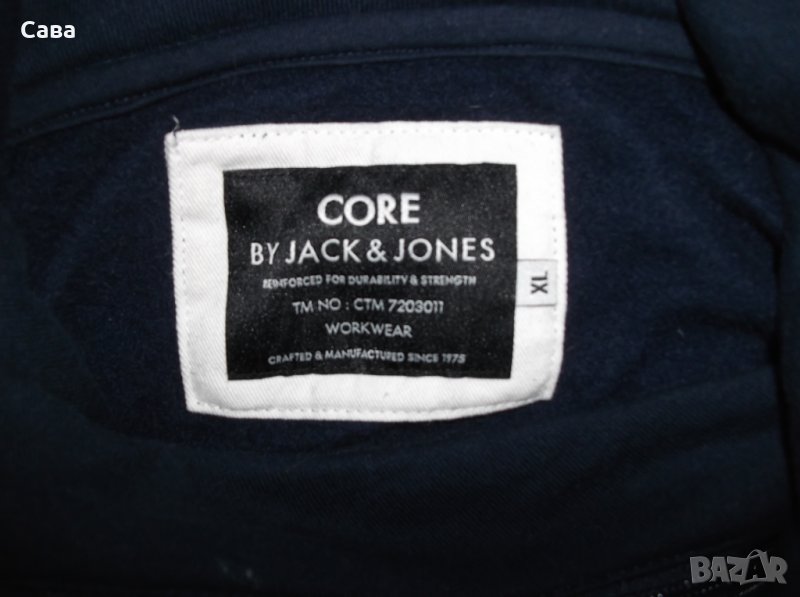 Сава
CORE
BY JACK & JONES
REINFORCED FOR DURABILITY & STRENGTH
TM NO : CTM 7203011
WORKWEAR
CRAFTED & MANUFACTURED SINCE 1975
XL
BAZAR